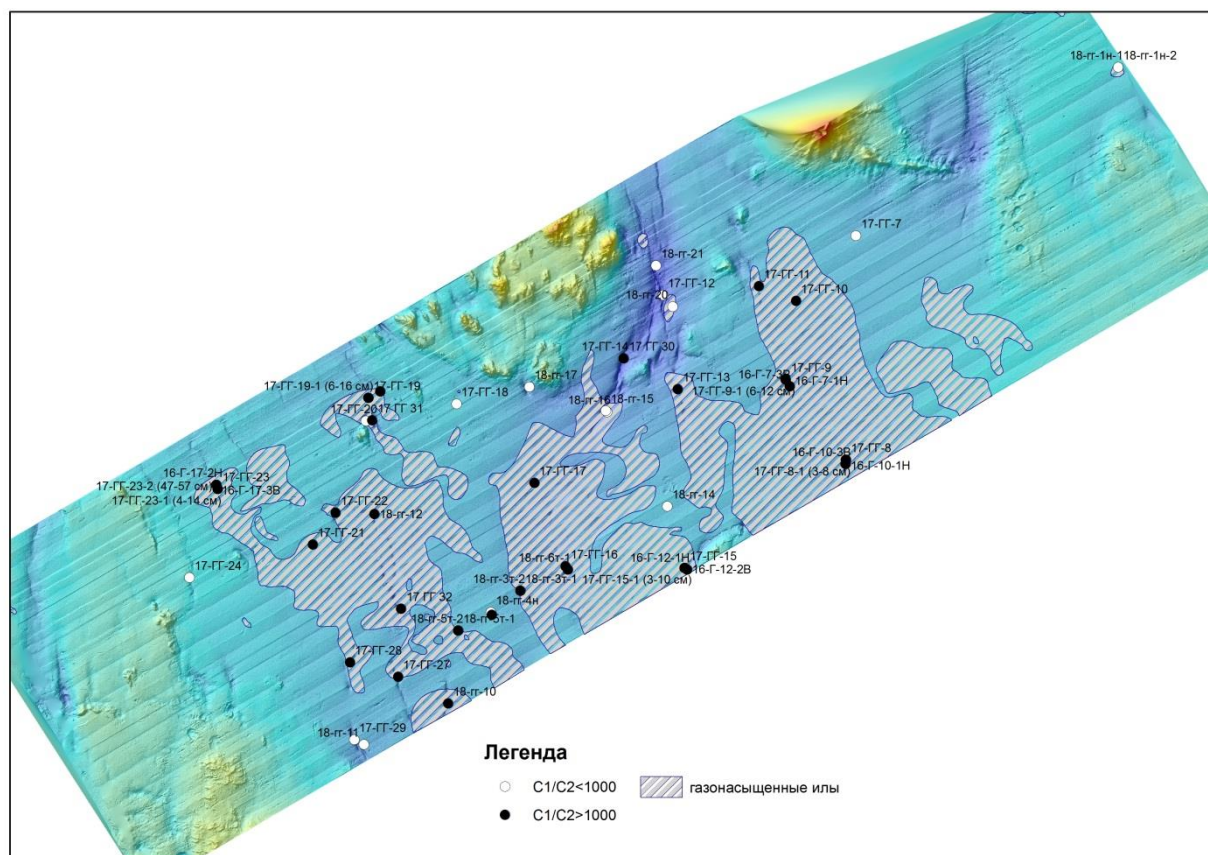 18-гг-1н-118-гг-1н-2
17-ГГ-7
18-гг-21
17-ГГ-12
18-гг-20
17-ГГ-11
17-ГГ-10
17-ГГ-1417 ГГ 30
18-гг-17
17-ГГ-9
16-Г-7-3В
16-Г-7-1Н
17-ГГ-13
17-ГГ-9-1 (6-12 см)
17-ГГ-19-1 (6-16 см)17-ГГ-19
17-ГГ-18
18-гг-1618-гг-15
17-ГГ-2017 ГГ 31
17-ГГ-8
16-Г-10-3В
16-Г-10-1Н
17-ГГ-8-1 (3-8 см)
16-Г-17-2Н
17-ГГ-23
17-ГГ-23-2 (47-57 см)
16-Г-17-3В
17-ГГ-23-1 (4-14 см)
17-ГГ-17
17-ГГ-22
18-гг-12
18-гг-14
17-ГГ-21
17-ГГ-24
18-гг-6т-1
17-ГГ-16
16-Г-12-1Н
17-ГГ-15
16-Г-12-2В
18-гг-3т-218-гг-3т-1
17-ГГ-15-1 (3-10 см)
18-гг-4н
17 ГГ 32
18-гг-5т-218-гг-5т-1
17-ГГ-28
17-ГГ-27
18-гг-10
18-гг-11
17-ГГ-29
Легенда
С1/С2<1000
газонасыщенные илы
С1/С2>1000